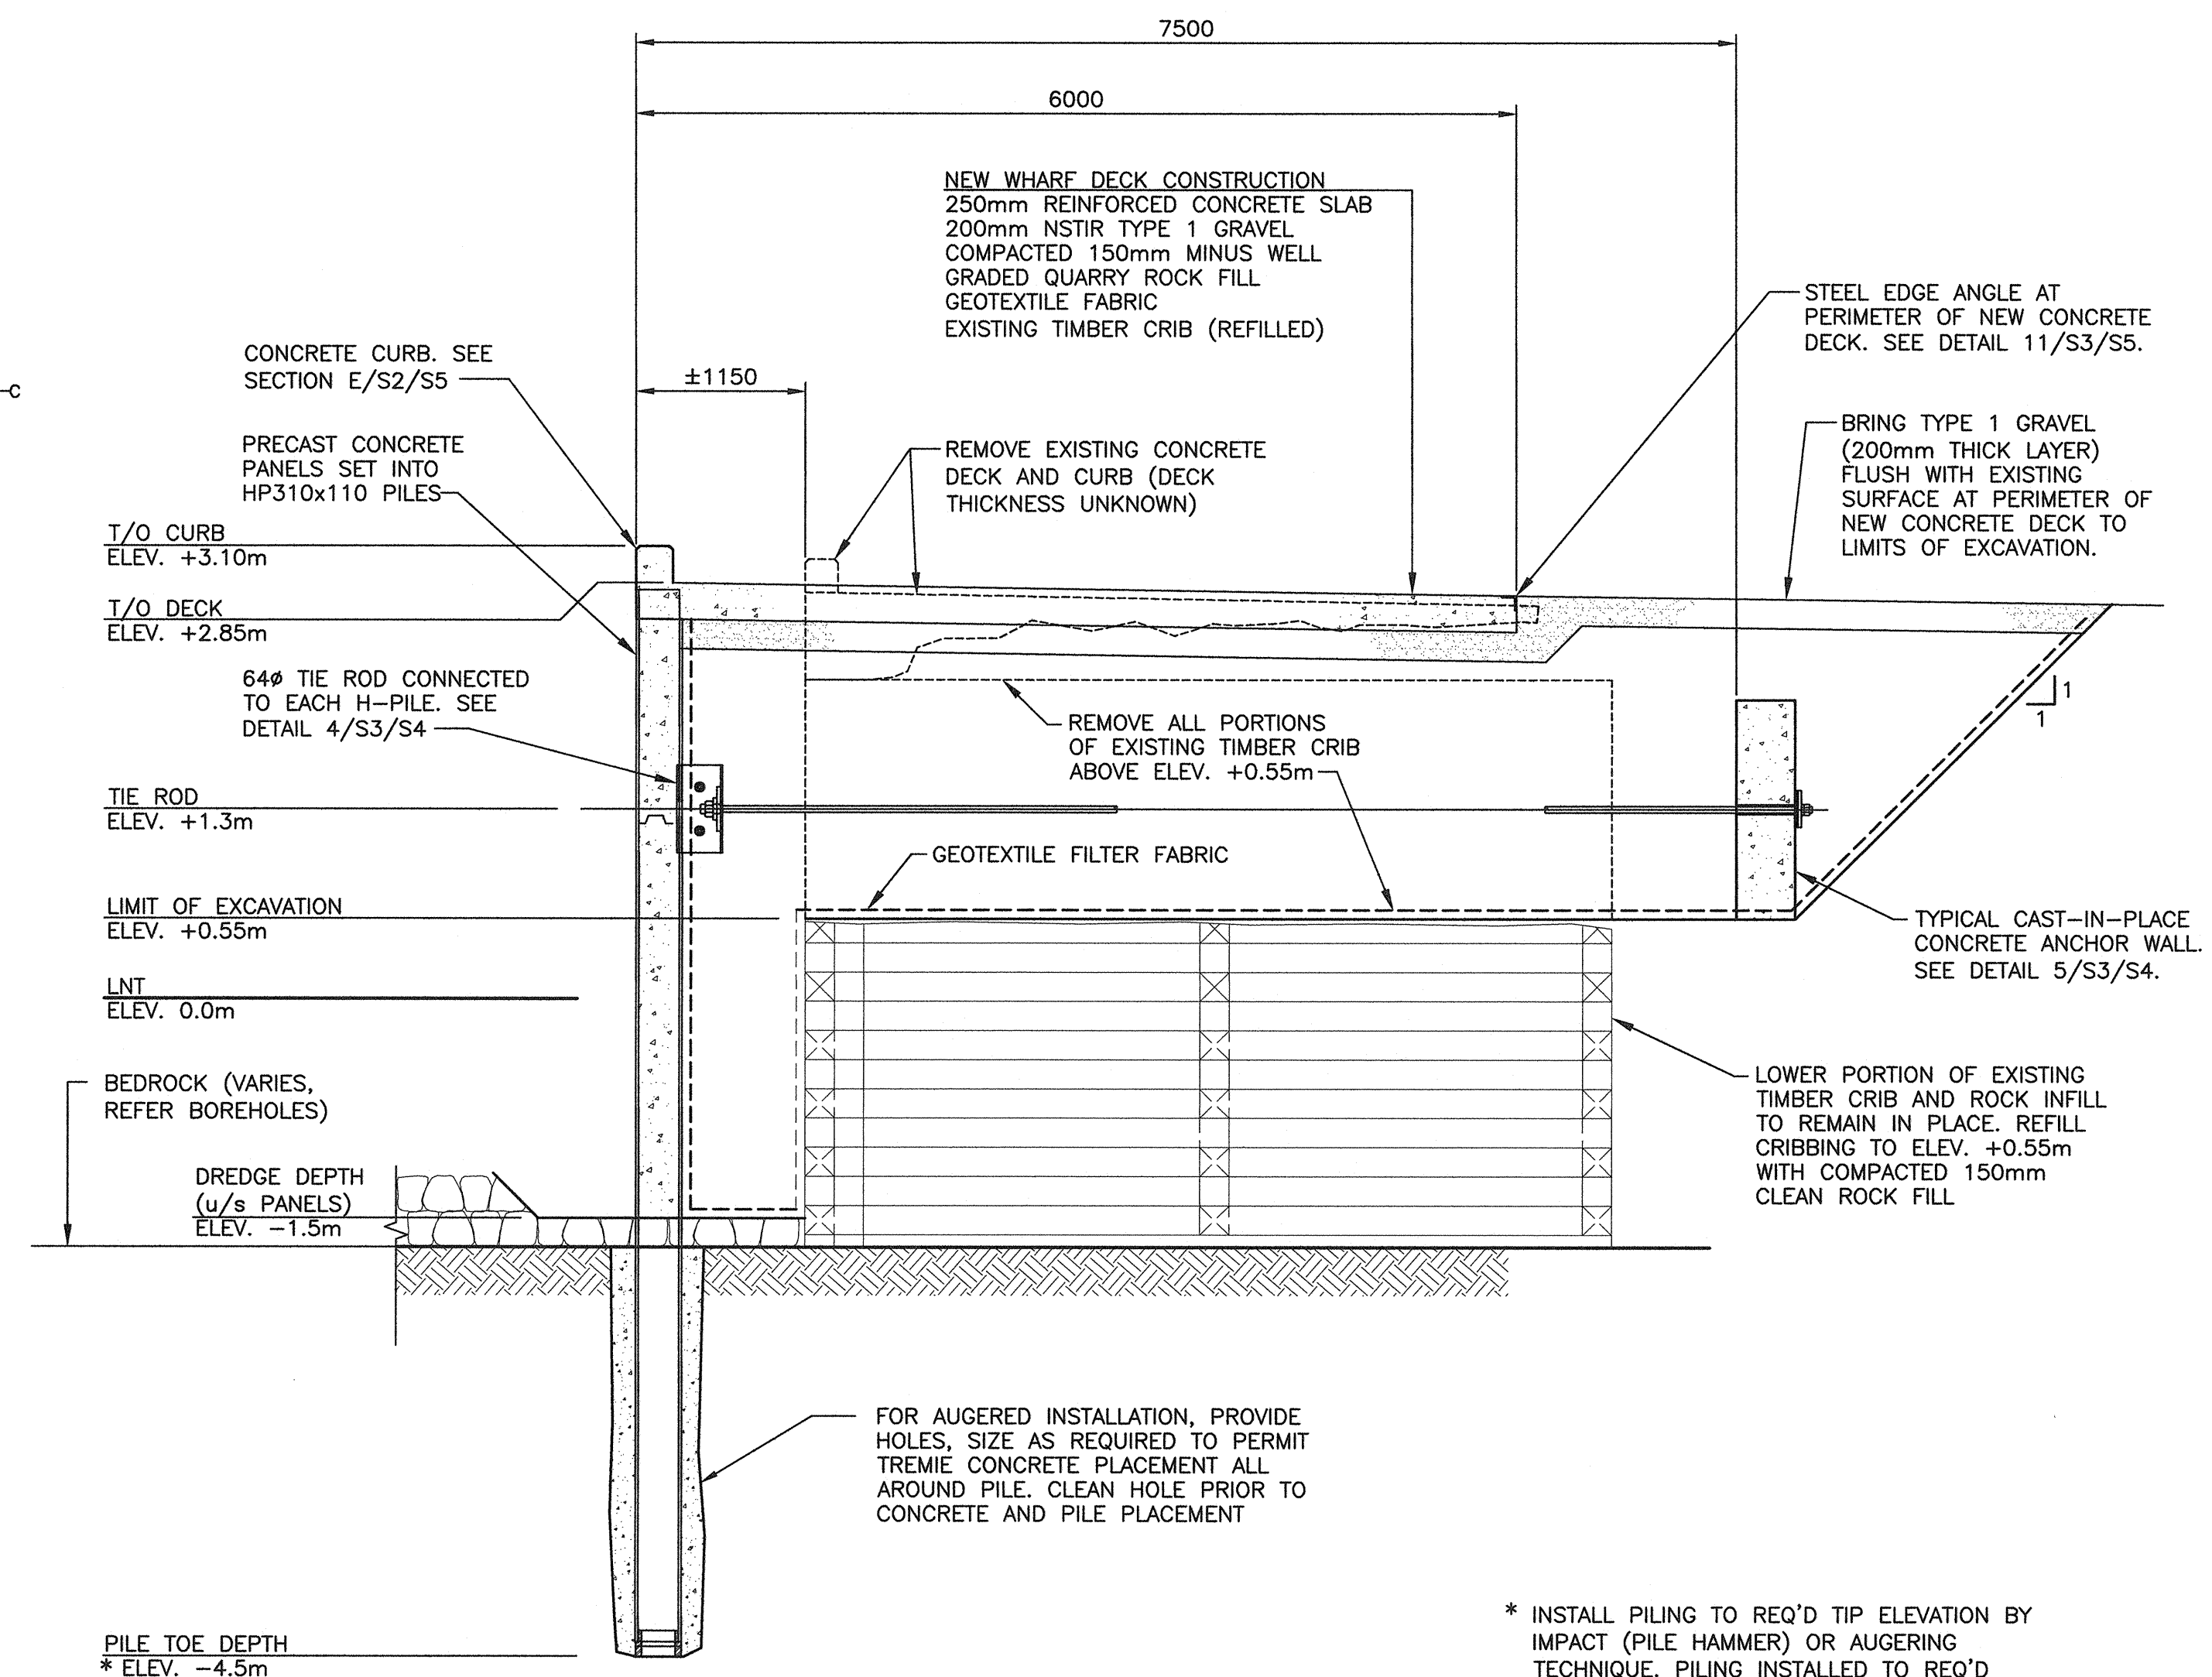 7500
6000
NEW WHARF DECK CONSTRUCTION
250mm REINFORCED CONCRETE SLAB
200mm NSTIR TYPE 1 GRAVEL
COMPACTED 150mm MINUS WELL
GRADED QUARRY ROCK FILL
GEOTEXTILE FABRIC
EXISTING TIMBER CRIB (REFILLED)
STEEL EDGE ANGLE AT
PERIMETER OF NEW CONCRETE
DECK. SEE DETAIL 11/S3/S5.
CONCRETE CURB. SEE
SECTION E/S2/S5
±1150
C
BRING TYPE 1 GRAVEL
(200mm THICK LAYER)
FLUSH WITH EXISTING
SURFACE AT PERIMETER OF
NEW CONCRETE DECK TO
LIMITS OF EXCAVATION.
PRECAST CONCRETE
PANELS SET INTO
HP310x110 PILES
REMOVE EXISTING CONCRETE
DECK AND CURB (DECK
THICKNESS UNKNOWN)
T/O CURB
ELEV. +3.10m
T/O DECK
ELEV. +2.85m
64ø TIE ROD CONNECTED
TO EACH H-PILE. SEE
DETAIL 4/S3/S4
REMOVE ALL PORTIONS
OF EXISTING TIMBER CRIB
ABOVE ELEV. +0.55m
1
1
TIE ROD
ELEV. +1.3m
GEOTEXTILE FILTER FABRIC
LIMIT OF EXCAVATION
ELEV. +0.55m
TYPICAL CAST-IN-PLACE
CONCRETE ANCHOR WALL.
SEE DETAIL 5/S3/S4.
LNT
ELEV. 0.0m
BEDROCK (VARIES,
REFER BOREHOLES)
LOWER PORTION OF EXISTING
TIMBER CRIB AND ROCK INFILL
TO REMAIN IN PLACE. REFILL
CRIBBING TO ELEV. +0.55m
WITH COMPACTED 150mm
CLEAN ROCK FILL
DREDGE DEPTH
(u/s PANELS)
ELEV. -1.5m
FOR AUGERED INSTALLATION, PROVIDE
HOLES, SIZE AS REQUIRED TO PERMIT
TREMIE CONCRETE PLACEMENT ALL
AROUND PILE. CLEAN HOLE PRIOR TO
CONCRETE AND PILE PLACEMENT
PILE TOE DEPTH
* ELEV. -4.5m
* INSTALL PILING TO REQ'D TIP ELEVATION BY
IMPACT (PILE HAMMER) OR AUGERING
TECHNIQUE. PILING INSTALLED TO REQ'D